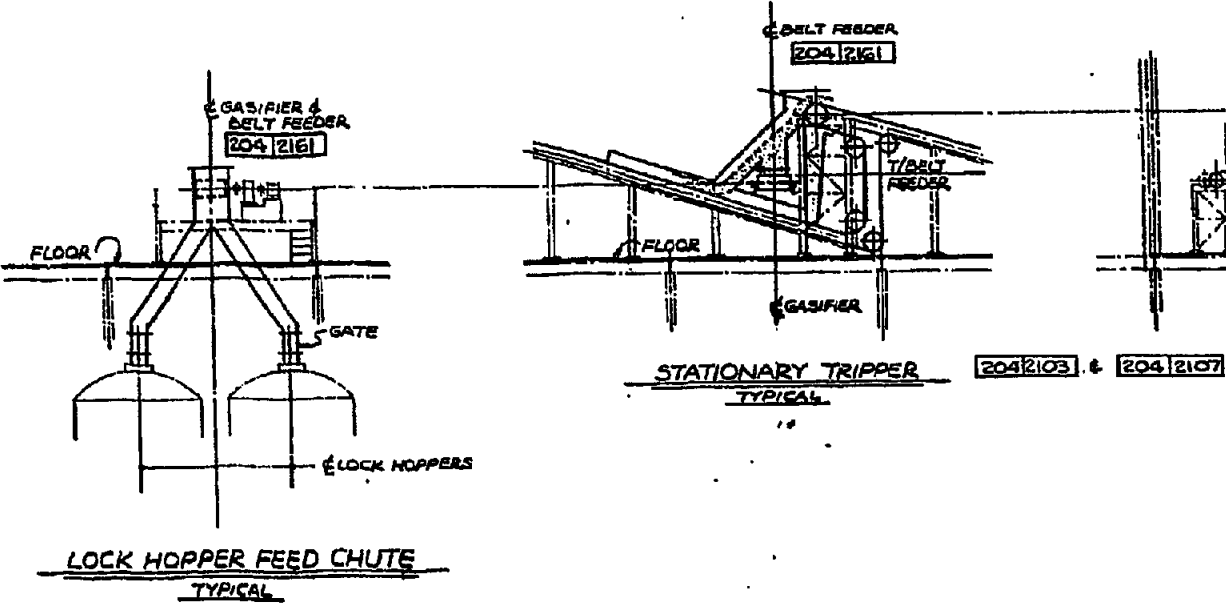 ℄ GASIFIER &
BELT FEEDER
204 2161
FLOOR
GATE
℄ LOCK HOPPERS
LOCK HOPPER FEED CHUTE
TYPICAL
℄ BELT FEEDER
204 2161
T/BELT
FEEDER
FLOOR
℄ GASIFIER
STATIONARY TRIPPER
TYPICAL
204 2103 & 204 2107